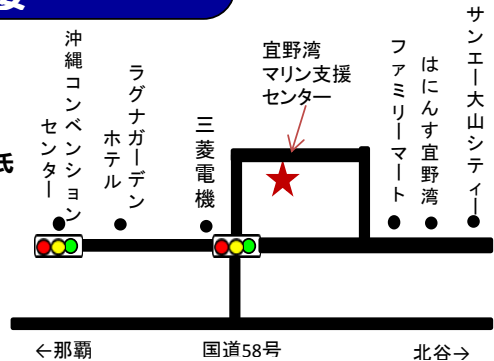 要
氏
沖縄コンベンション
センター
ラグナガーデン
ホテル
三菱電機
宜野湾
マリン支援
センター
ファミリーマート
はにんす宜野湾
サンエー大山シティー
←那覇
国道58号
北谷→